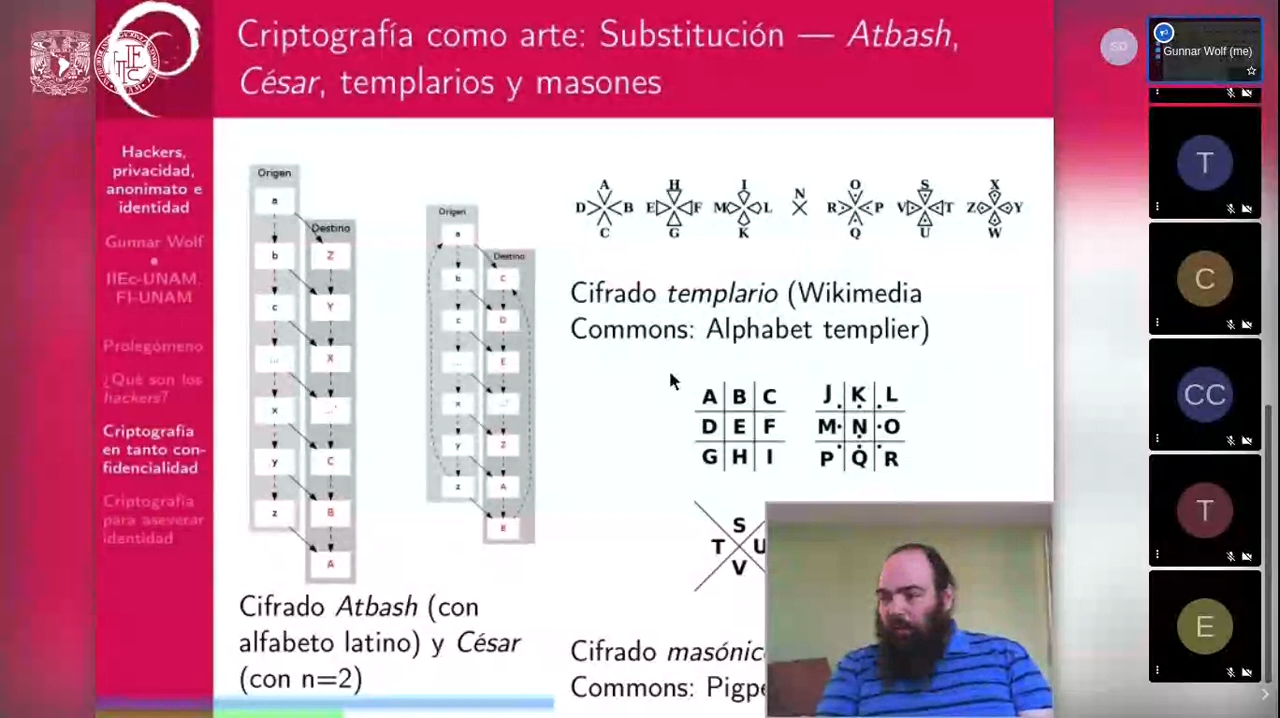 Criptografía como arte: Substitución — Atbash,
César, templarios y masones
Hackers,
privacidad,
anonimato e
identidad
Gunnar Wolf
IIEc-UNAM,
FI-UNAM
Prolegómeno
¿Qué son los
hackers?
Criptografía
en tanto con-
fidencialidad
Criptografía
para aseverar
identidad
Origen
a
b
c
...
x
y
z
Destino
Z
Y
X
...
C
B
A
Origen
a
b
c
...
x
y
z
Destino
C
D
E
...
Z
A
B
Cifrado Atbash (con
alfabeto latino) y César
(con n=2)
A
D B
C
H
E F
G
I
M L
K
N
O
R P
Q
S
V T
U
X
Z Y
W
Cifrado templario (Wikimedia
Commons: Alphabet templier)
A B C
D E F
G H I
J K L
M N O
P Q R
S
T U
V
Cifrado masónic
Commons: Pigpe
SD
Gunnar Wolf (me)
T
C
CC
T
E